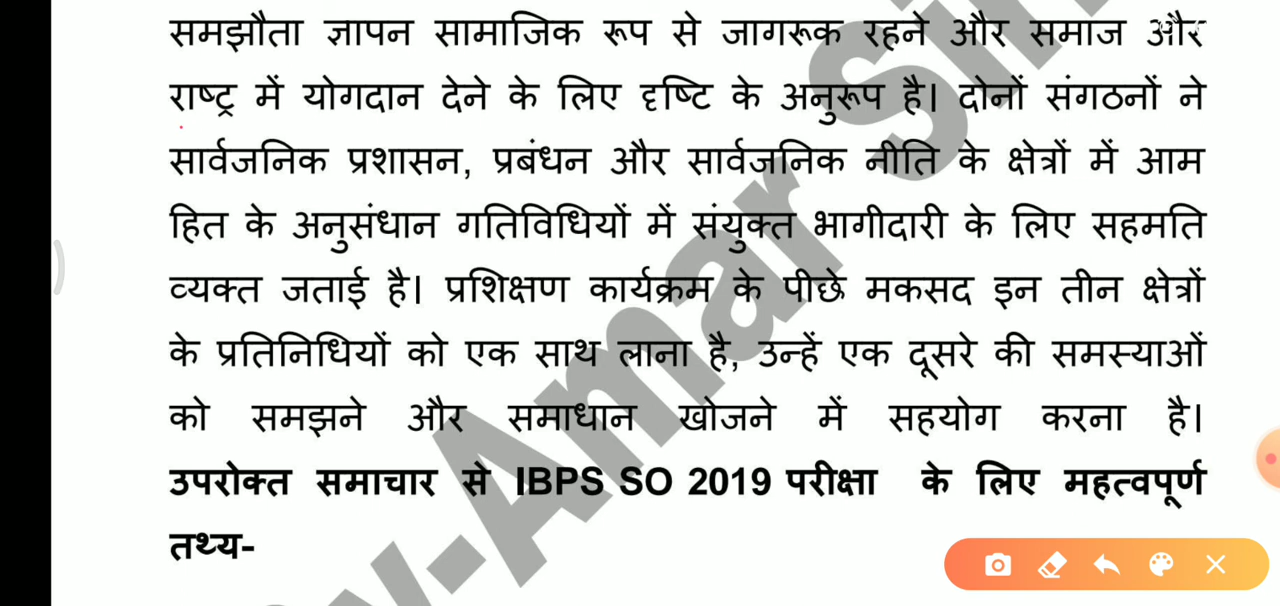 समझौता ज्ञापन सामाजिक रूप से जागरूक रहने और समाज और
राष्ट्र में योगदान देने के लिए दृष्टि के अनुरूप है। दोनों संगठनों ने
सार्वजनिक प्रशासन, प्रबंधन और सार्वजनिक नीति के क्षेत्रों में आम
हित के अनुसंधान गतिविधियों में संयुक्त भागीदारी के लिए सहमति
व्यक्त जताई है। प्रशिक्षण कार्यक्रम के पीछे मकसद इन तीन क्षेत्रों
के प्रतिनिधियों को एक साथ लाना है, उन्हें एक दूसरे की समस्याओं
को समझने और समाधान खोजने में सहयोग करना है।
उपरोक्त समाचार से IBPS SO 2019 परीक्षा के लिए महत्वपूर्ण
तथ्य-
y-Amar Sin